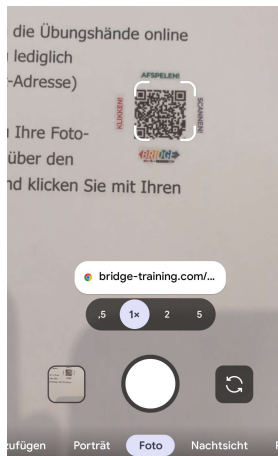 die Übungshände online
lediglich
-Adresse)
AFSPELEN!
KLIKKEN!
SCANNEN!
BRIDGE
Ihre Foto-
über den
nd klicken Sie mit Ihren
bridge-training.com/...
,5 1× 2 5
zufügen Porträt Foto Nachtsicht